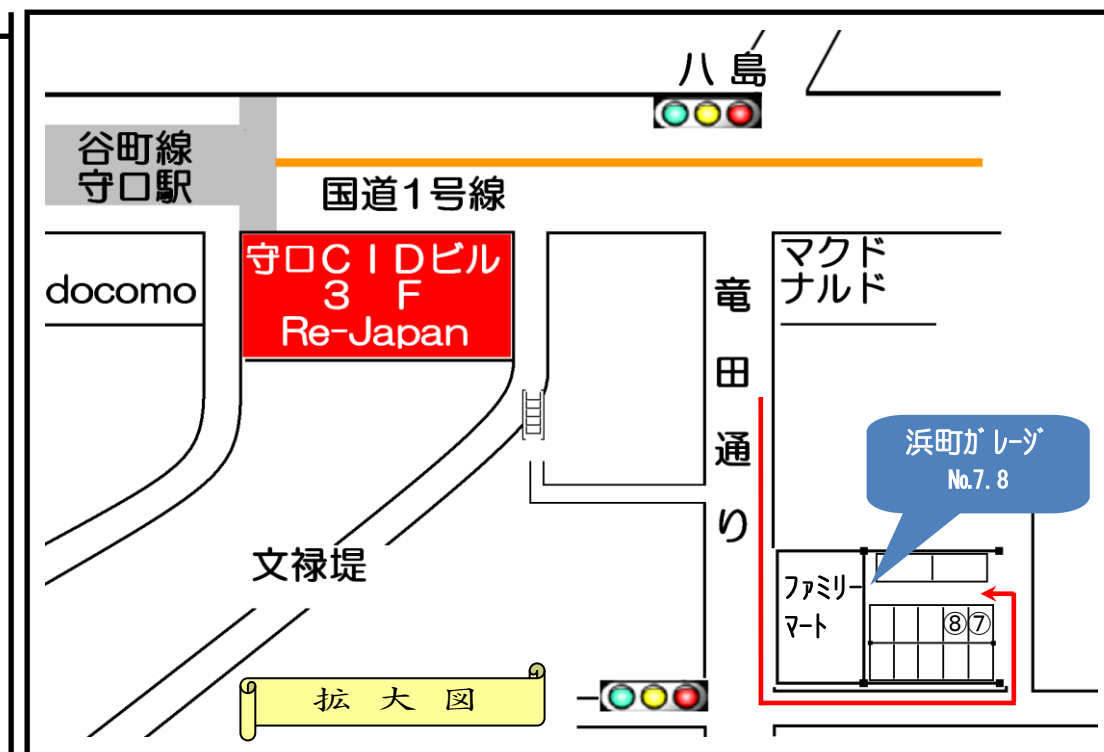 八島
谷町線
守口駅
国道1号線
docomo
守口CIDビル
3 F
Re-Japan
竜田通り
マクド
ナルド
浜町ガレージ
№7.8
文禄堤
ファミリー
マート
⑧⑦
拡大図